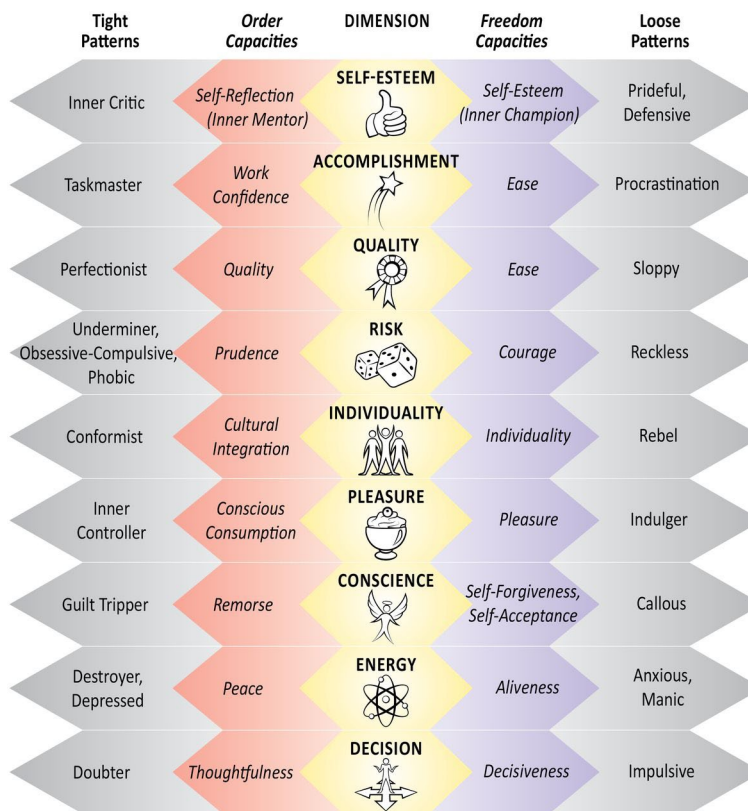 Tight
Patterns
Order
Capacities
DIMENSION
Freedom
Capacities
Loose
Patterns
SELF-ESTEEM
Inner Critic
Self-Reflection
(Inner Mentor)
Self-Esteem
(Inner Champion)
Prideful,
Defensive
ACCOMPLISHMENT
Taskmaster
Work
Confidence
Ease
Procrastination
QUALITY
Perfectionist
Quality
Ease
Sloppy
RISK
Underminer,
Obsessive-Compulsive,
Phobic
Prudence
Courage
Reckless
INDIVIDUALITY
Conformist
Cultural
Integration
Individuality
Rebel
PLEASURE
Inner
Controller
Conscious
Consumption
Pleasure
Indulger
CONSCIENCE
Guilt Tripper
Remorse
Self-Forgiveness,
Self-Acceptance
Callous
ENERGY
Destroyer,
Depressed
Peace
Aliveness
Anxious,
Manic
DECISION
Doubter
Thoughtfulness
Decisiveness
Impulsive